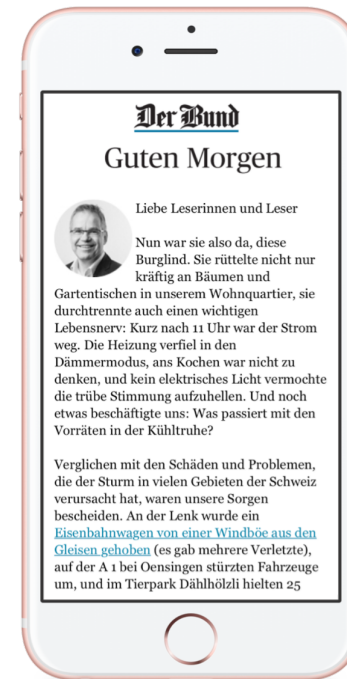 Der Bund
Guten Morgen
Liebe Leserinnen und Leser
Nun war sie also da, diese
Burglind. Sie rüttelte nicht nur
kräftig an Bäumen und
Gartentischen in unserem Wohnquartier, sie
durchtrennte auch einen wichtigen
Lebensnerv: Kurz nach 11 Uhr war der Strom
weg. Die Heizung verfiel in den
Dämmermodus, ans Kochen war nicht zu
denken, und kein elektrisches Licht vermochte
die trübe Stimmung aufzuhellen. Und noch
etwas beschäftigte uns: Was passiert mit den
Vorräten in der Kühltruhe?
Verglichen mit den Schäden und Problemen,
die der Sturm in vielen Gebieten der Schweiz
verursacht hat, waren unsere Sorgen
bescheiden. An der Lenk wurde ein
Eisenbahnwagen von einer Windböe aus den
Gleisen gehoben (es gab mehrere Verletzte),
auf der A 1 bei Oensingen stürzten Fahrzeuge
um, und im Tierpark Dählhölzli hielten 25